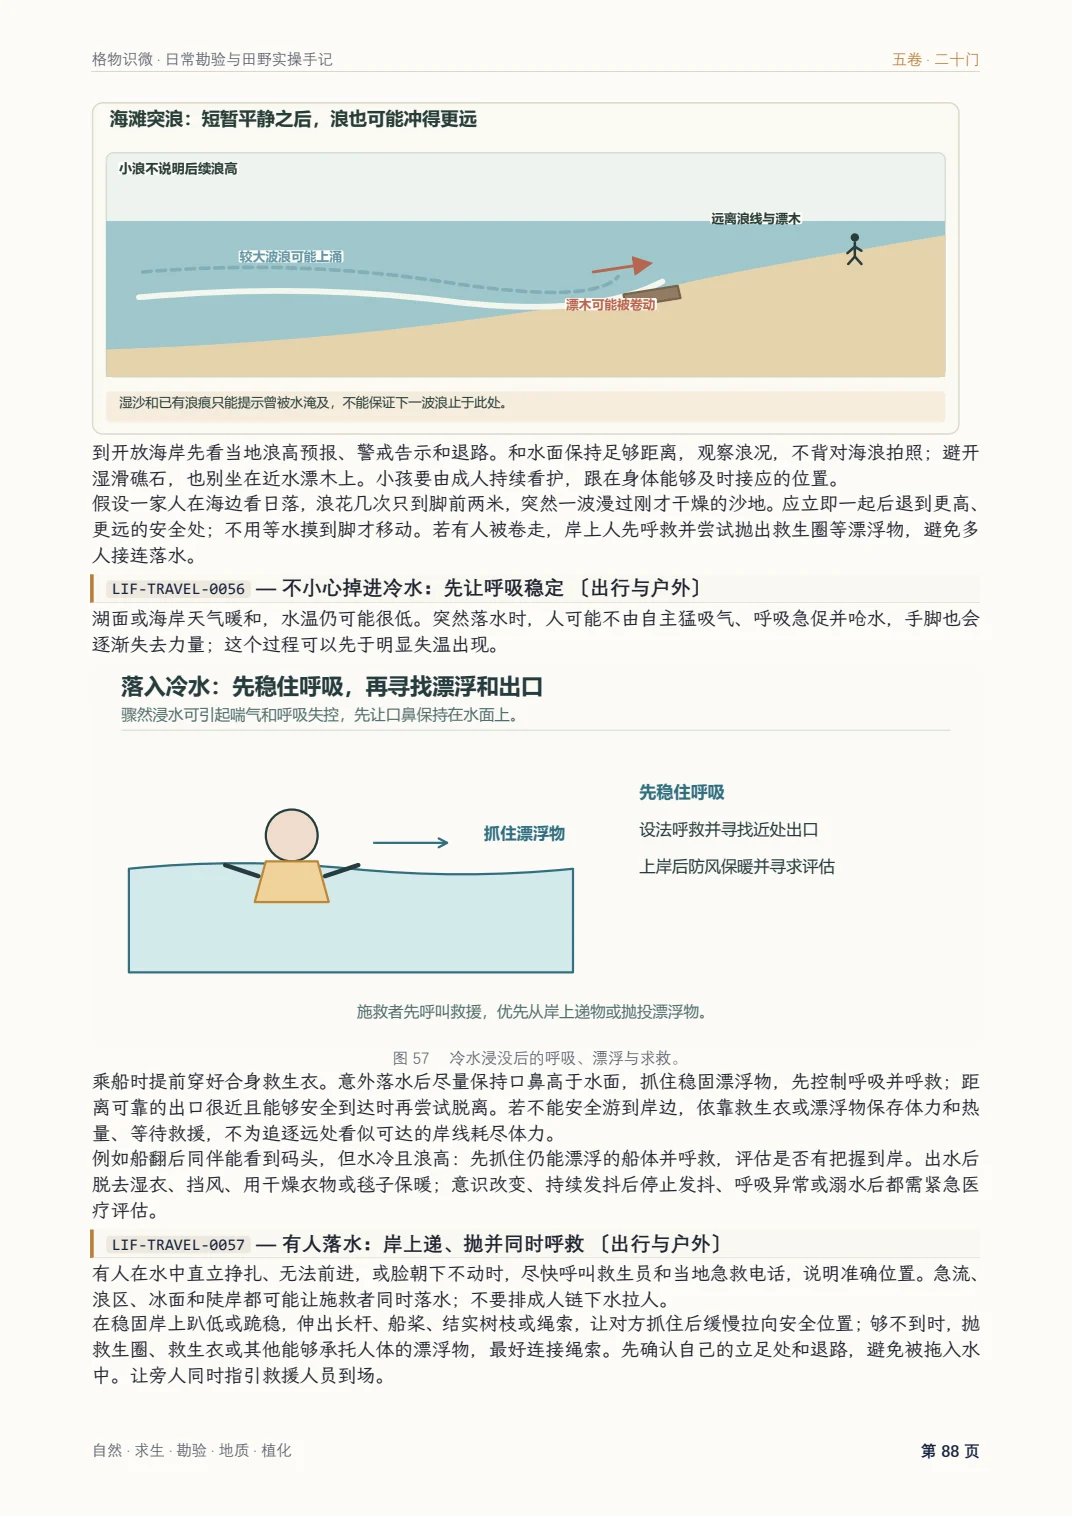 格物识微 · 日常勘验与田野实操手记
五卷 · 二十门
海滩突浪：短暂平静之后，浪也可能冲得更远
小浪不说明后续浪高
远离浪线与漂木
较大波浪可能上涌
漂木可能被卷动
湿沙和已有浪痕只能提示曾被水淹及，不能保证下一波浪止于此处。
到开放海岸先看当地浪高预报、警戒告示和退路。和水面保持足够距离，观察浪况，不背对海浪拍照；避开
湿滑礁石，也别坐在近水漂木上。小孩要由成人持续看护，跟在身体能够及时接应的位置。
假设一家人在海边看日落，浪花几次只到脚前两米，突然一波漫过刚才干燥的沙地。应立即一起后退到更高、
更远的安全处；不用等水摸到脚才移动。若有人被卷走，岸上人先呼救并尝试抛出救生圈等漂浮物，避免多
人接连落水。
LIF-TRAVEL-0056 — 不小心掉进冷水：先让呼吸稳定〔出行与户外〕
湖面或海岸天气暖和，水温仍可能很低。突然落水时，人可能不由自主猛吸气、呼吸急促并呛水，手脚也会
逐渐失去力量；这个过程可以先于明显失温出现。
落入冷水：先稳住呼吸，再寻找漂浮和出口
骤然浸水可引起喘气和呼吸失控，先让口鼻保持在水面上。
先稳住呼吸
抓住漂浮物
设法呼救并寻找近处出口
上岸后防风保暖并寻求评估
施救者先呼叫救援，优先从岸上递物或抛投漂浮物。
图 57 冷水浸没后的呼吸、漂浮与求救。
乘船时提前穿好合身救生衣。意外落水后尽量保持口鼻高于水面，抓住稳固漂浮物，先控制呼吸并呼救；距
离可靠的出口很近且能够安全到达时再尝试脱离。若不能安全游到岸边，依靠救生衣或漂浮物保存体力和热
量、等待救援，不为追逐远处看似可达的岸线耗尽体力。
例如船翻后同伴能看到码头，但水冷且浪高：先抓住仍能漂浮的船体并呼救，评估是否有把握到岸。出水后
脱去湿衣、挡风、用干燥衣物或毯子保暖；意识改变、持续发抖后停止发抖、呼吸异常或溺水后都需紧急医
疗评估。
LIF-TRAVEL-0057 — 有人落水：岸上递、抛并同时呼救〔出行与户外〕
有人在水中直立挣扎、无法前进，或脸朝下不动时，尽快呼叫救生员和当地急救电话，说明准确位置。急流、
浪区、冰面和陡岸都可能让施救者同时落水；不要排成人链下水拉人。
在稳固岸上趴低或跪稳，伸出长杆、船桨、结实树枝或绳索，让对方抓住后缓慢拉向安全位置；够不到时，抛
救生圈、救生衣或其他能够承托人体的漂浮物，最好连接绳索。先确认自己的立足处和退路，避免被拖入水
中。让旁人同时指引救援人员到场。
自然 · 求生 · 勘验 · 地质 · 植化
第 88 页